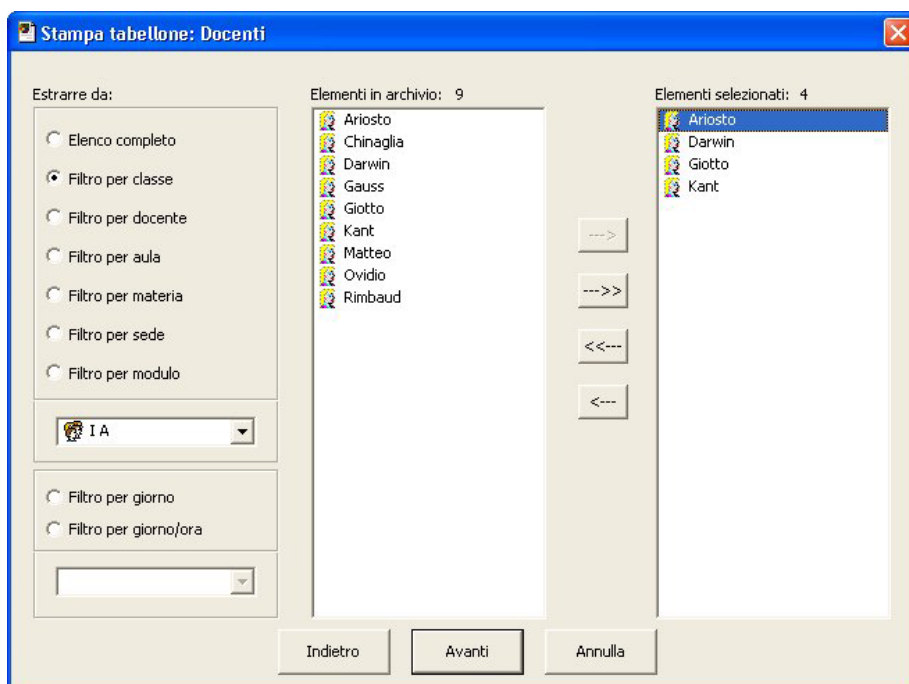 Stampa tabellone: Docenti
Estrarre da:
Elenco completo
Filtro per classe
Filtro per docente
Filtro per aula
Filtro per materia
Filtro per sede
Filtro per modulo
I A
Filtro per giorno
Filtro per giorno/ora
Elementi in archivio: 9
Ariosto
Chinaglia
Darwin
Gauss
Giotto
Kant
Matteo
Ovidio
Rimbaud
--->
--->>
<<---
<---
Elementi selezionati: 4
Ariosto
Darwin
Giotto
Kant
Indietro
Avanti
Annulla